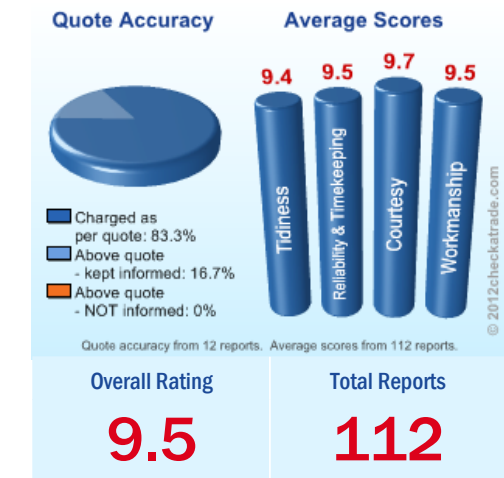 Quote Accuracy
Charged as
per quote: 83.3%
Above quote
- kept informed: 16.7%
Above quote
- NOT informed: 0%
Average Scores
9.4
9.5
9.7
9.5
Tidiness
Reliability & Timekeeping
Courtesy
Workmanship
© 2012checkatrade.com
Quote accuracy from 12 reports. Average scores from 112 reports.
Overall Rating
9.5
Total Reports
112